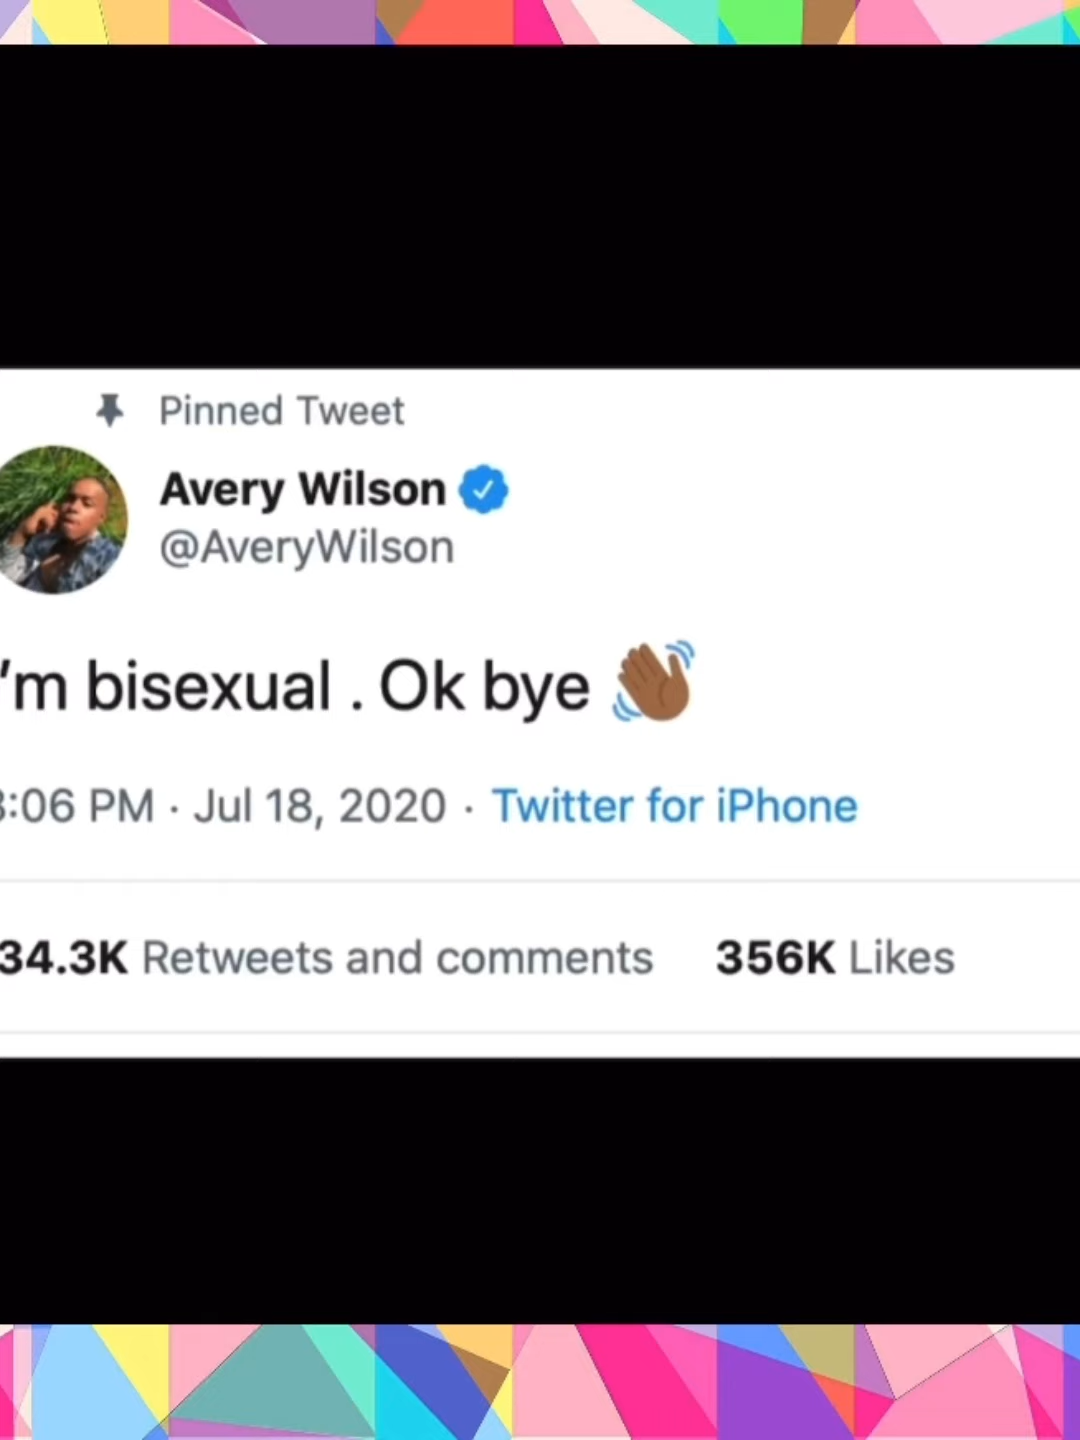 Pinned Tweet
Avery Wilson
@AveryWilson
'm bisexual . Ok bye 👋🏾
:06 PM · Jul 18, 2020 · Twitter for iPhone
34.3K Retweets and comments 356K Likes